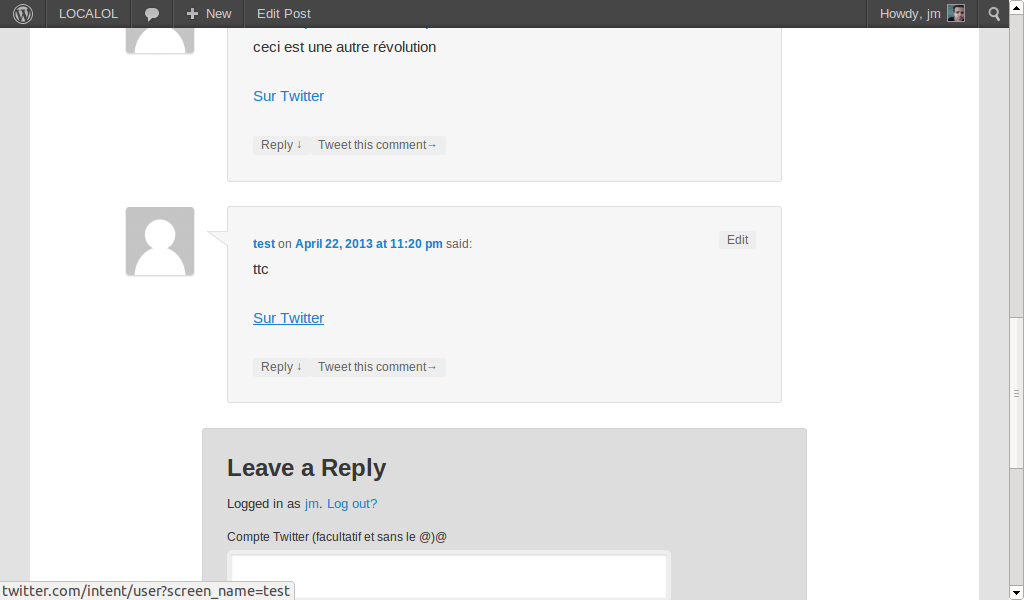 LOCALOL New Edit Post Howdy, jm
ceci est une autre révolution
Sur Twitter
Reply ↓ Tweet this comment→
test on April 22, 2013 at 11:20 pm said: Edit
ttc
Sur Twitter
Reply ↓ Tweet this comment→
Leave a Reply
Logged in as jm. Log out?
Compte Twitter (facultatif et sans le @)@
twitter.com/intent/user?screen_name=test